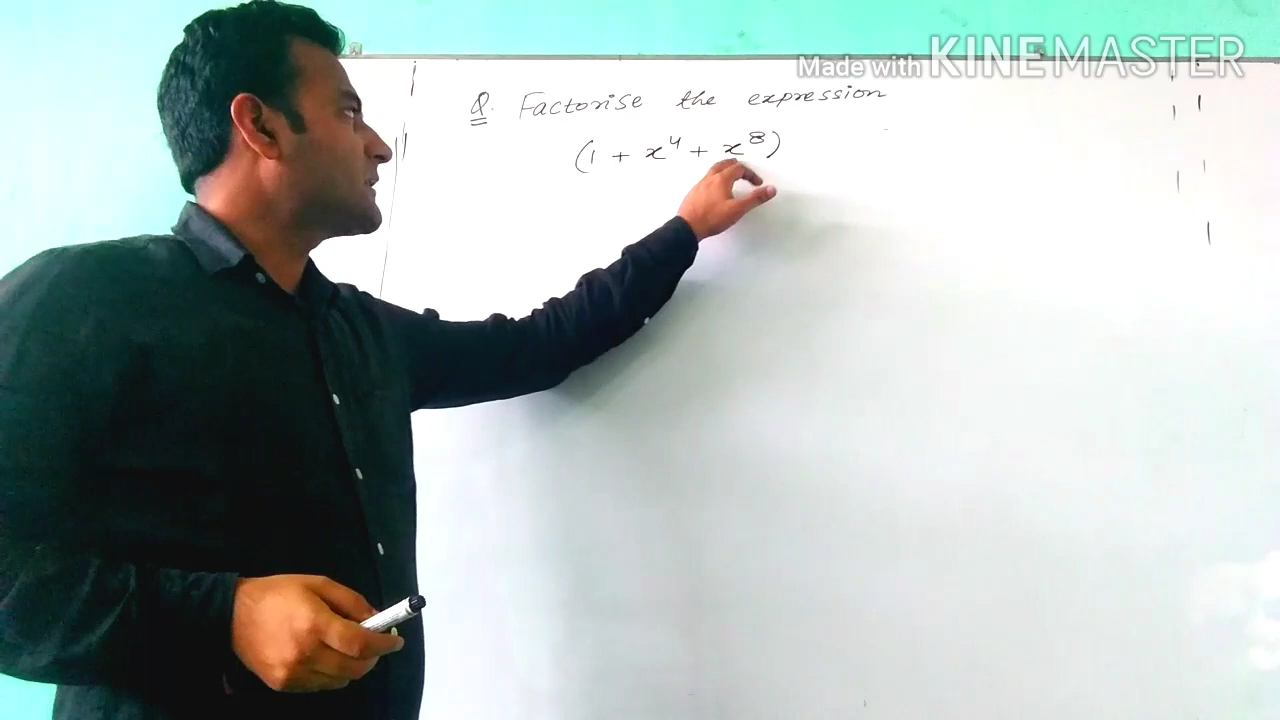 Made with KINEMASTER
Q. Factorise the expression
(1 + x⁴ + x⁸)